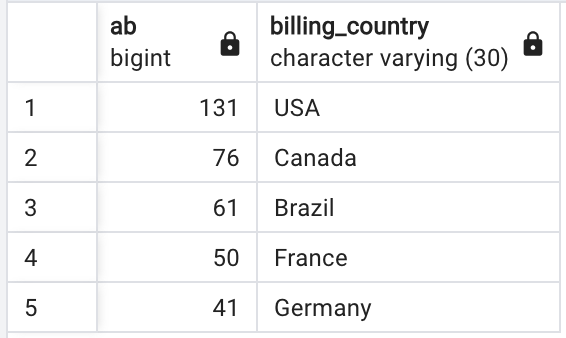 ab billing_country
bigint character varying (30)
1 131 USA
2 76 Canada
3 61 Brazil
4 50 France
5 41 Germany